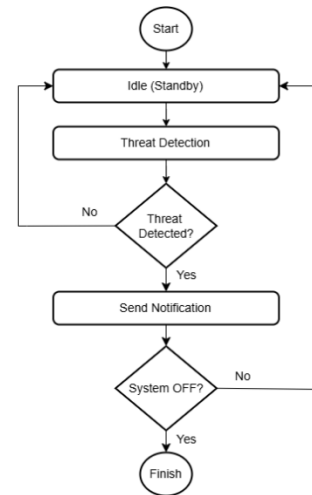 Start
Idle (Standby)
Threat Detection
Threat
Detected?
No
Yes
Send Notification
System OFF?
No
Yes
Finish